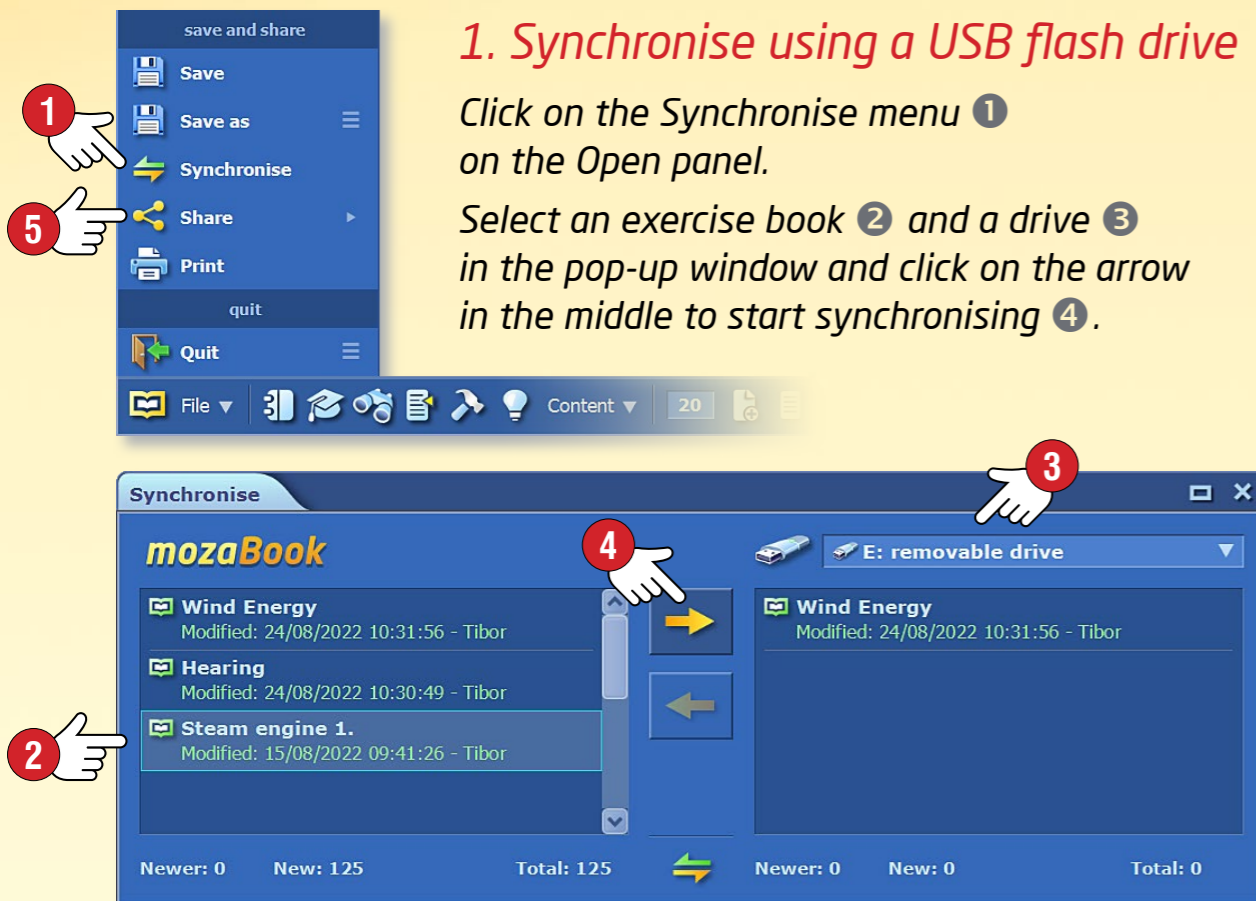 save and share
Save
Save as
Synchronise
Share
Print
quit
Quit
File
Content
20
1
5
1. Synchronise using a USB flash drive
Click on the Synchronise menu ❶
on the Open panel.
Select an exercise book ❷ and a drive ❸
in the pop-up window and click on the arrow
in the middle to start synchronising ❹.
3
Synchronise
mozaBook
4
E: removable drive
Wind Energy
Modified: 24/08/2022 10:31:56 - Tibor
Hearing
Modified: 24/08/2022 10:30:49 - Tibor
2
Steam engine 1.
Modified: 15/08/2022 09:41:26 - Tibor
Wind Energy
Modified: 24/08/2022 10:31:56 - Tibor
Newer: 0 New: 125 Total: 125
Newer: 0 New: 0 Total: 0